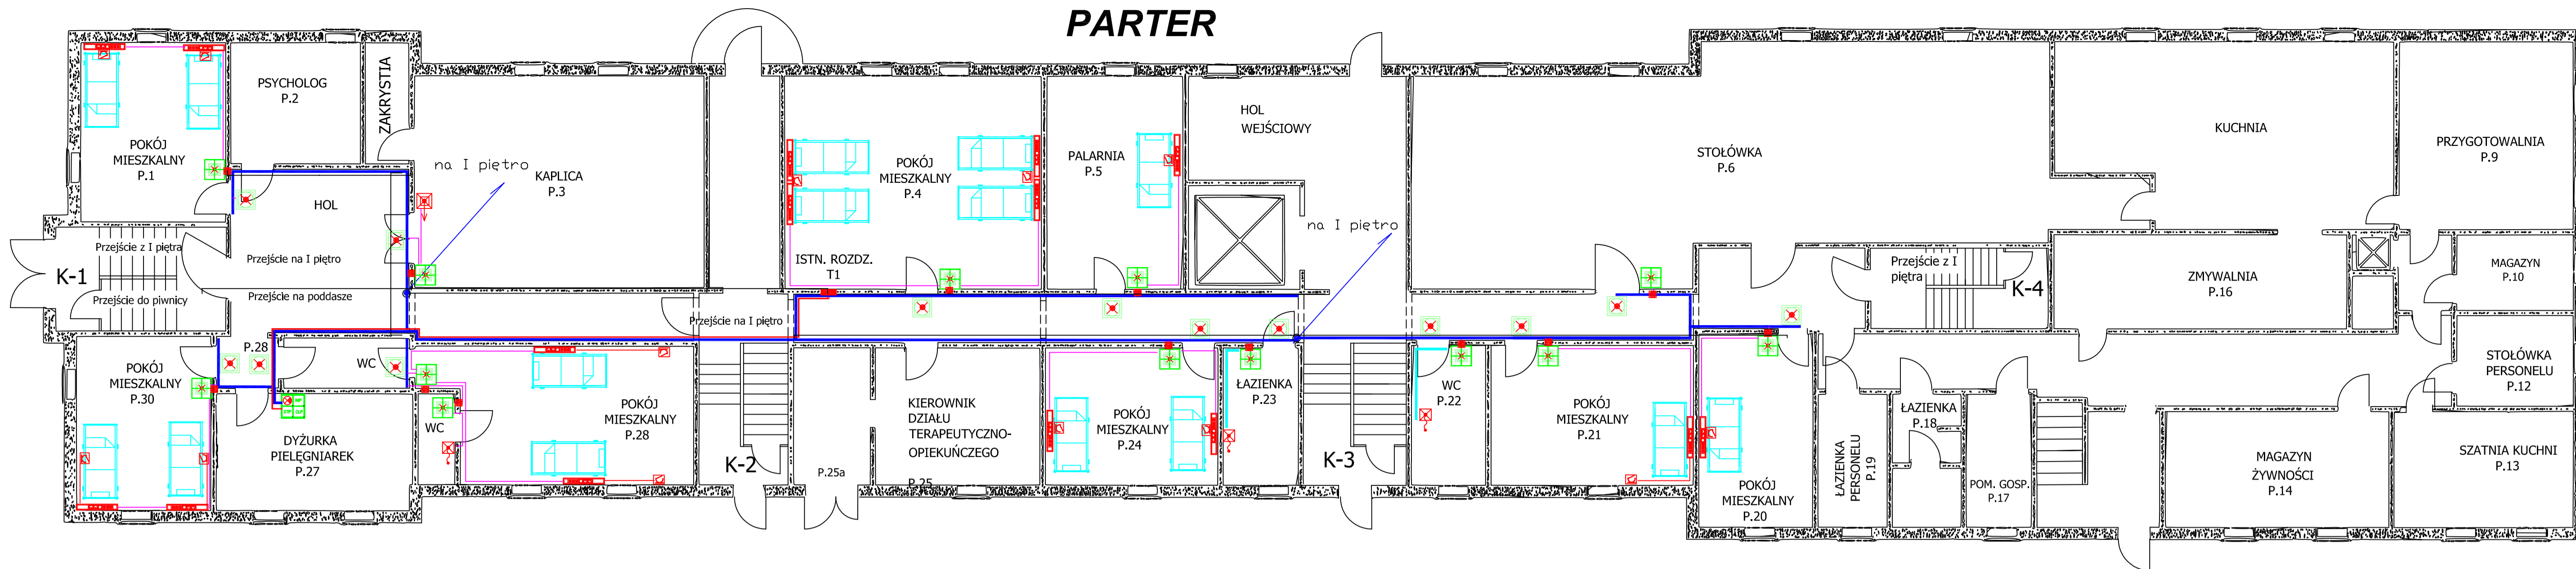 PARTER
POKÓJ
MIESZKALNY
P.1
PSYCHOLOG
P.2
ZAKRYSTIA
na I piętro
KAPLICA
P.3
POKÓJ
MIESZKALNY
P.4
ISTN. ROZDZ.
T1
PALARNIA
P.5
HOL
WEJŚCIOWY
na I piętro
STOŁÓWKA
P.6
KUCHNIA
PRZYGOTOWALNIA
P.9
HOL
Przejście z I piętra
K-1
Przejście do piwnicy
Przejście na I piętro
Przejście na poddasze
Przejście na I piętro
Przejście z I
piętra
K-4
ZMYWALNIA
P.16
MAGAZYN
P.10
POKÓJ
MIESZKALNY
P.30
P.28
WC
DYŻURKA
PIELĘGNIAREK
P.27
WC
POKÓJ
MIESZKALNY
P.28
K-2
P.25a
KIEROWNIK
DZIAŁU
TERAPEUTYCZNO-
OPIEKUŃCZEGO
P.25
POKÓJ
MIESZKALNY
P.24
ŁAZIENKA
P.23
K-3
WC
P.22
POKÓJ
MIESZKALNY
P.21
POKÓJ
MIESZKALNY
P.20
ŁAZIENKA
PERSONELU
P.19
ŁAZIENKA
P.18
POM. GOSP.
P.17
MAGAZYN
ŻYWNOŚCI
P.14
STOŁÓWKA
PERSONELU
P.12
SZATNIA KUCHNI
P.13